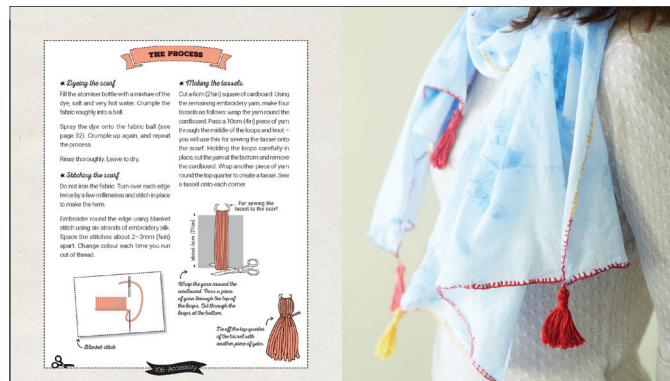 THE PROCESS
★ Dyeing the scarf
Fill the atomiser bottle with a mixture of the
dye, salt and very hot water. Crumple the
fabric roughly into a ball.
Spray the dye onto the fabric ball (see
page 32). Crumple up again, and repeat
the process.
Rinse thoroughly. Leave to dry.
★ Stitching the scarf
Do not iron the fabric. Turn over each edge
twice by a few millimetres and stitch in place
to make the hem.
Embroider round the edge using blanket
stitch using six strands of embroidery silk.
Space the stitches about 2–3mm (⅛in)
apart. Change colour each time you run
out of thread.
Blanket stitch
★ Making the tassels
Cut a 6cm (2½in) square of cardboard. Using
the remaining embroidery yarn, make four
tassels as follows: wrap the yarn round the
cardboard. Pass a 10cm (4in) piece of yarn
through the middle of the loops and knot –
you will use this for sewing the tassel onto
the scarf. Holding the loops carefully in
place, cut the yarn at the bottom and remove
the cardboard. Wrap another piece of yarn
round the top quarter to create a tassel. Sew
a tassel onto each corner.
For sewing the
tassel to the scarf
about 6cm (2½in)
Wrap the yarn around the
cardboard. Pass a piece
of yarn through the top of
the loops. Cut through the
loops at the bottom.
Tie off the top quarter
of the tassel with
another piece of yarn.
106 - Accessory